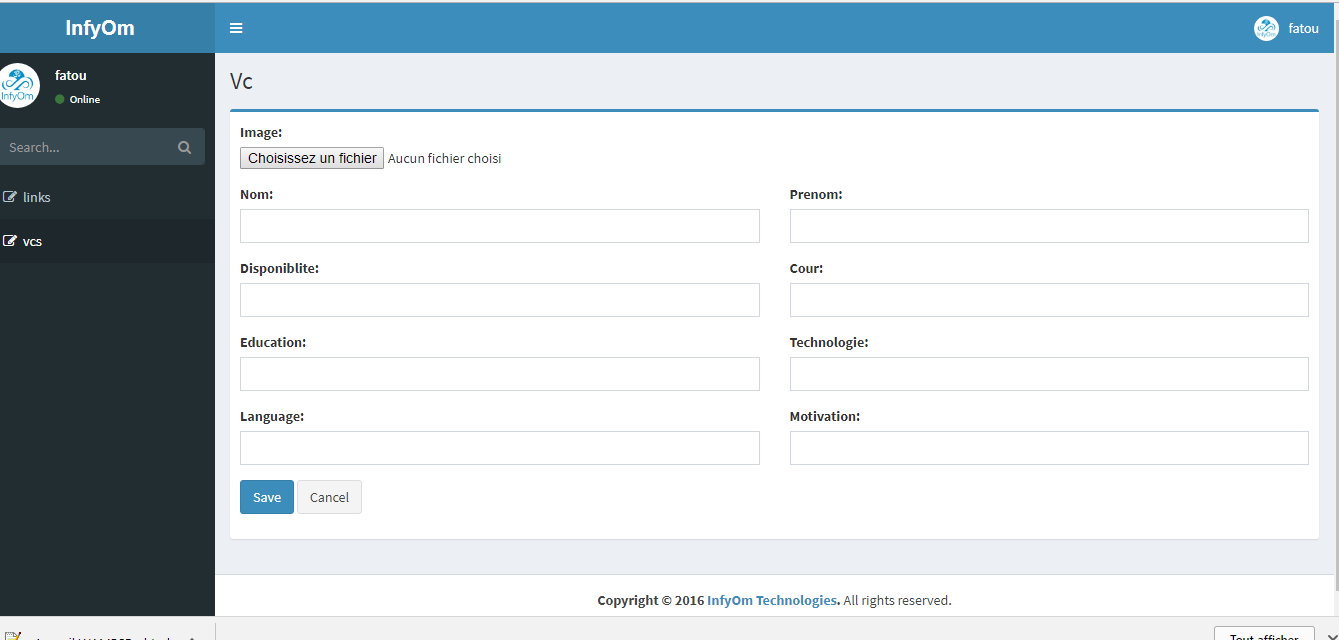 InfyOm
fatou
fatou
Online
InfyOm
Search...
links
vcs
Vc
Image:
Choisissez un fichier Aucun fichier choisi
Nom: Prenom:
Disponiblite: Cour:
Education: Technologie:
Language: Motivation:
Save Cancel
Copyright © 2016 InfyOm Technologies. All rights reserved.
Tout afficher